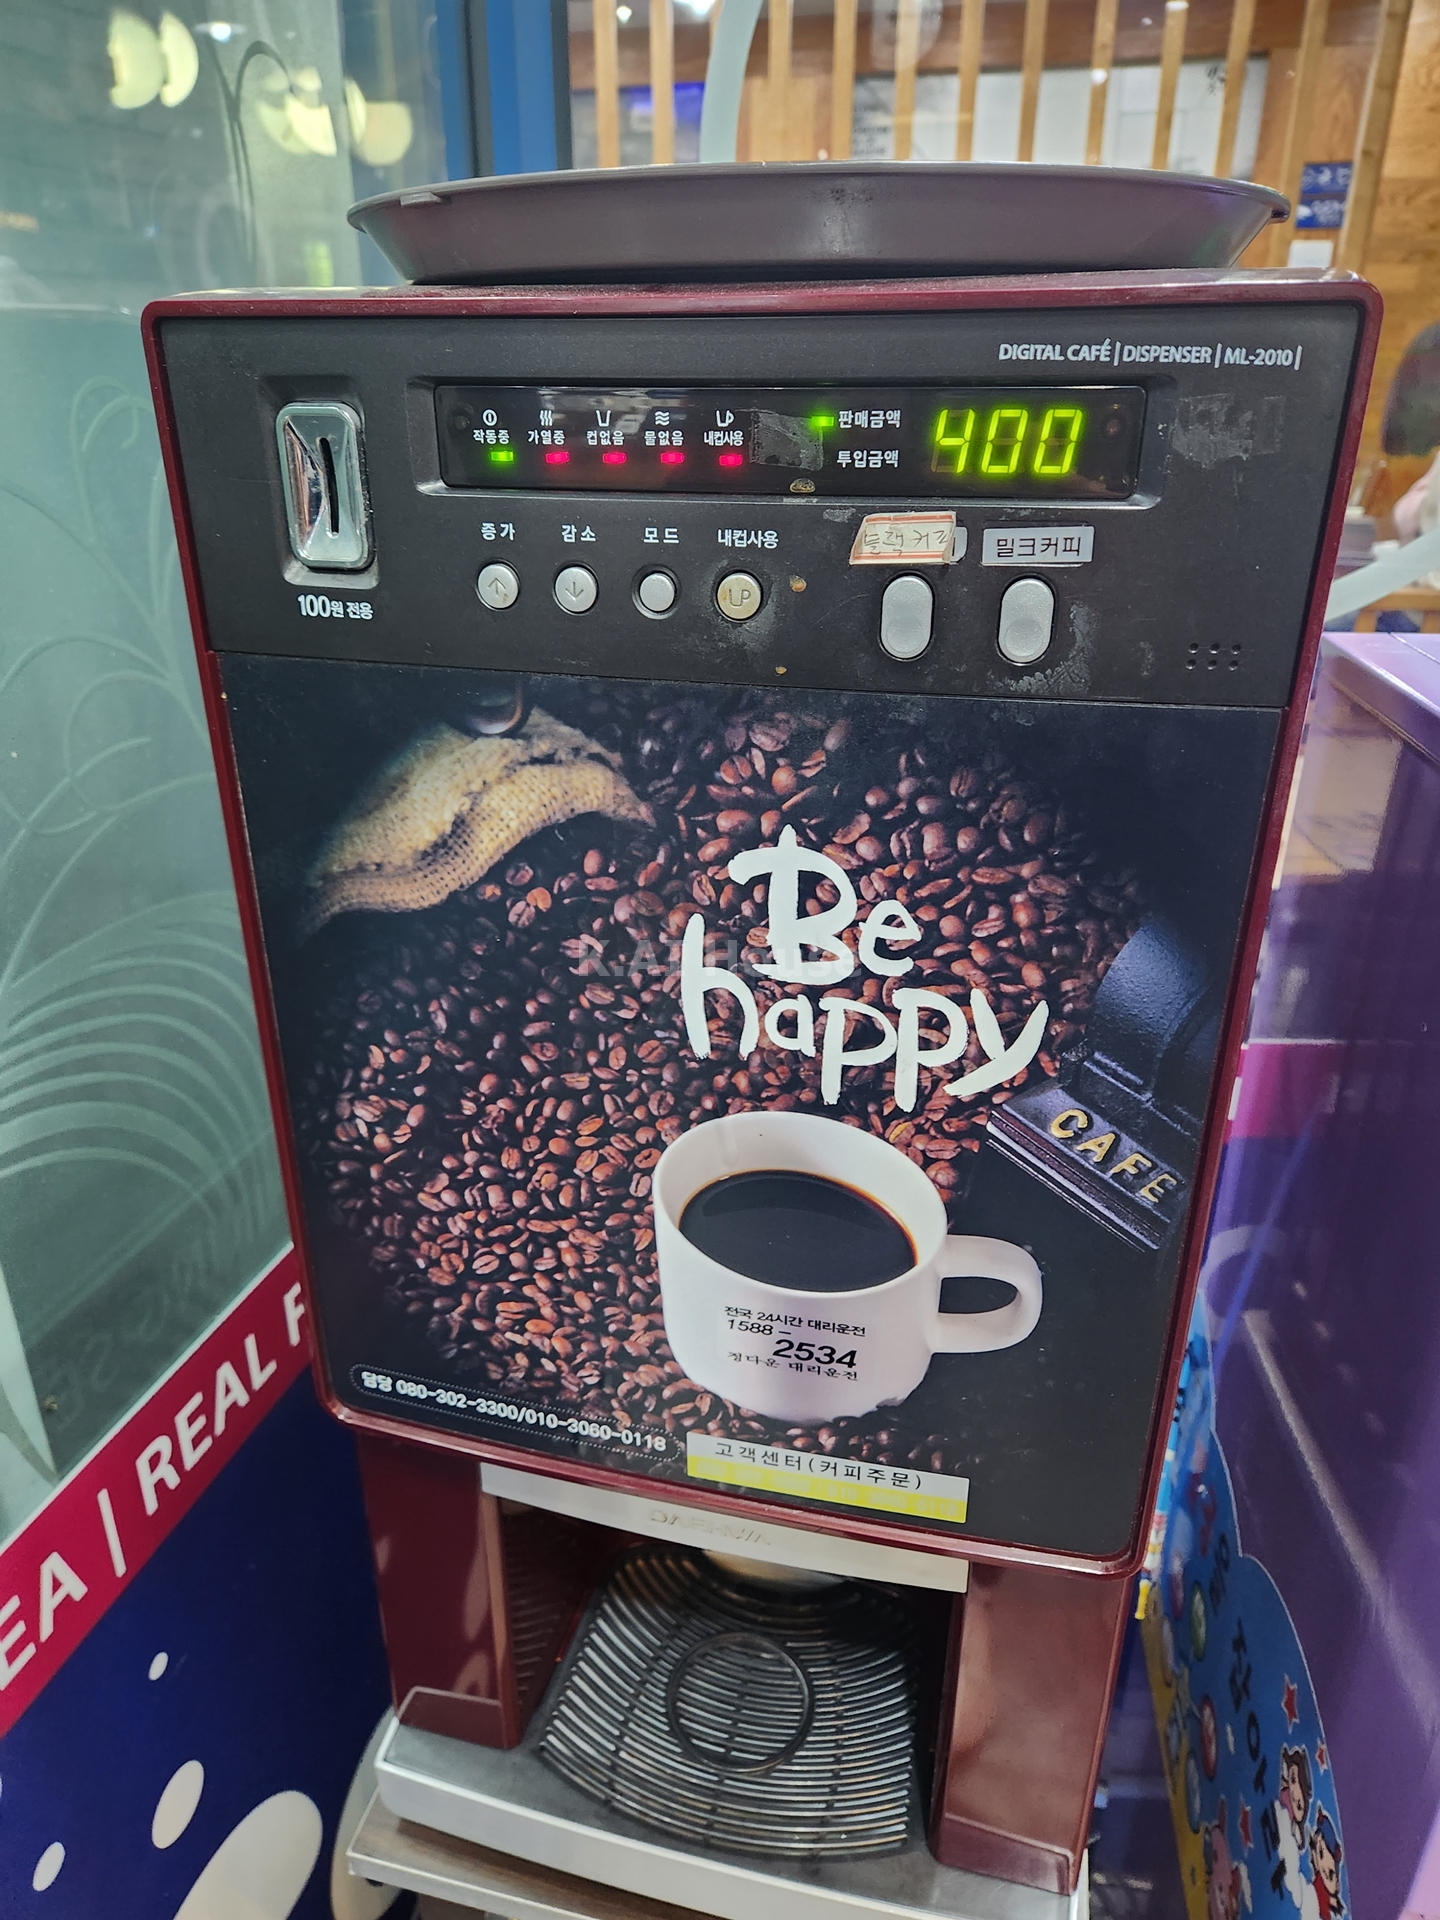 DIGITAL CAFÉ | DISPENSER | ML-2010 |
작동중 가열중 컵없음 물없음 내컵사용
판매금액 400
투입금액
증가 감소 모드 내컵사용
블랙커피 밀크커피
UP
100원 전용
Be
happy
K.AI House
CAFE
전국 24시간 대리운전
1588-
2534
정다운 대리운전
담당 080-302-3300/010-3060-0118
고객센터(커피주문)
EA | REAL F